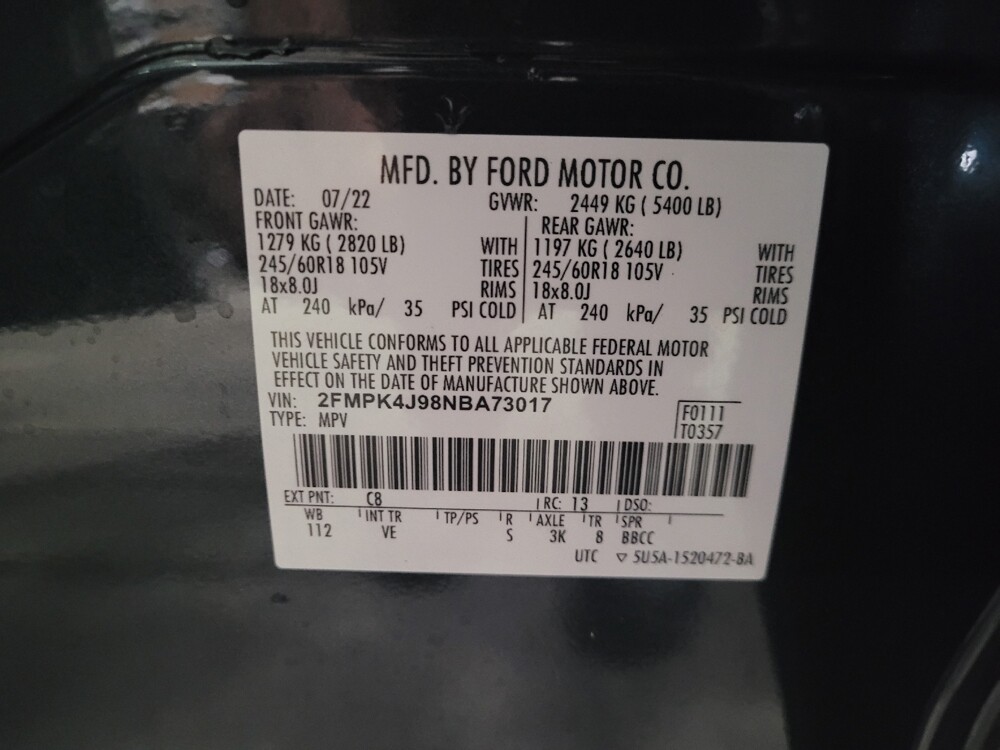 MFD. BY FORD MOTOR CO.
DATE: 07/22 GVWR: 2449 KG ( 5400 LB)
FRONT GAWR: REAR GAWR:
1279 KG ( 2820 LB) WITH 1197 KG ( 2640 LB) WITH
245/60R18 105V TIRES 245/60R18 105V TIRES
18x8.0J RIMS 18x8.0J RIMS
AT 240 kPa/ 35 PSI COLD AT 240 kPa/ 35 PSI COLD
THIS VEHICLE CONFORMS TO ALL APPLICABLE FEDERAL MOTOR
VEHICLE SAFETY AND THEFT PREVENTION STANDARDS IN
EFFECT ON THE DATE OF MANUFACTURE SHOWN ABOVE.
VIN: 2FMPK4J98NBA73017
TYPE: MPV
F0111
T0357
EXT PNT: C8 RC: 13 DSO:
WB INT TR TP/PS R AXLE TR SPR
112 VE S 3K 8 BBCC
UTC ▽ 5U5A-1520472-BA